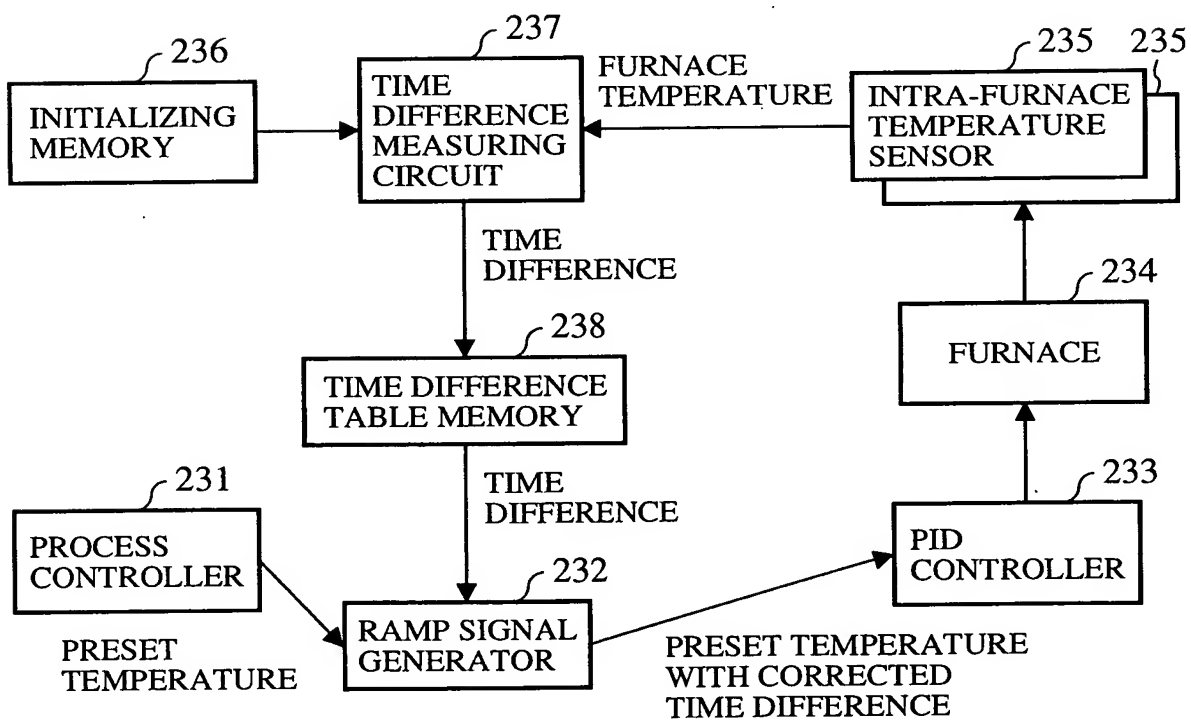 236
INITIALIZING
MEMORY
237
TIME
DIFFERENCE
MEASURING
CIRCUIT
FURNACE
TEMPERATURE
235
235
INTRA-FURNACE
TEMPERATURE
SENSOR
TIME
DIFFERENCE
234
FURNACE
238
TIME DIFFERENCE
TABLE MEMORY
TIME
DIFFERENCE
231
PROCESS
CONTROLLER
PRESET
TEMPERATURE
232
RAMP SIGNAL
GENERATOR
233
PID
CONTROLLER
PRESET TEMPERATURE
WITH CORRECTED
TIME DIFFERENCE